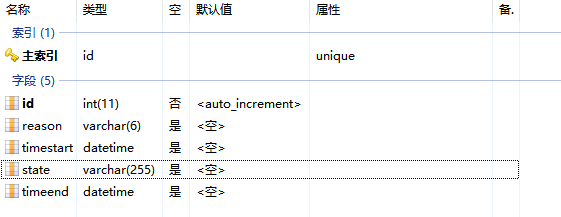 名称 类型 空 默认值 属性 备.
索引 (1)
主索引 id unique
字段 (5)
id int(11) 否 <auto_increment>
reason varchar(6) 是 <空>
timestart datetime 是 <空>
state varchar(255) 是 <空>
timeend datetime 是 <空>